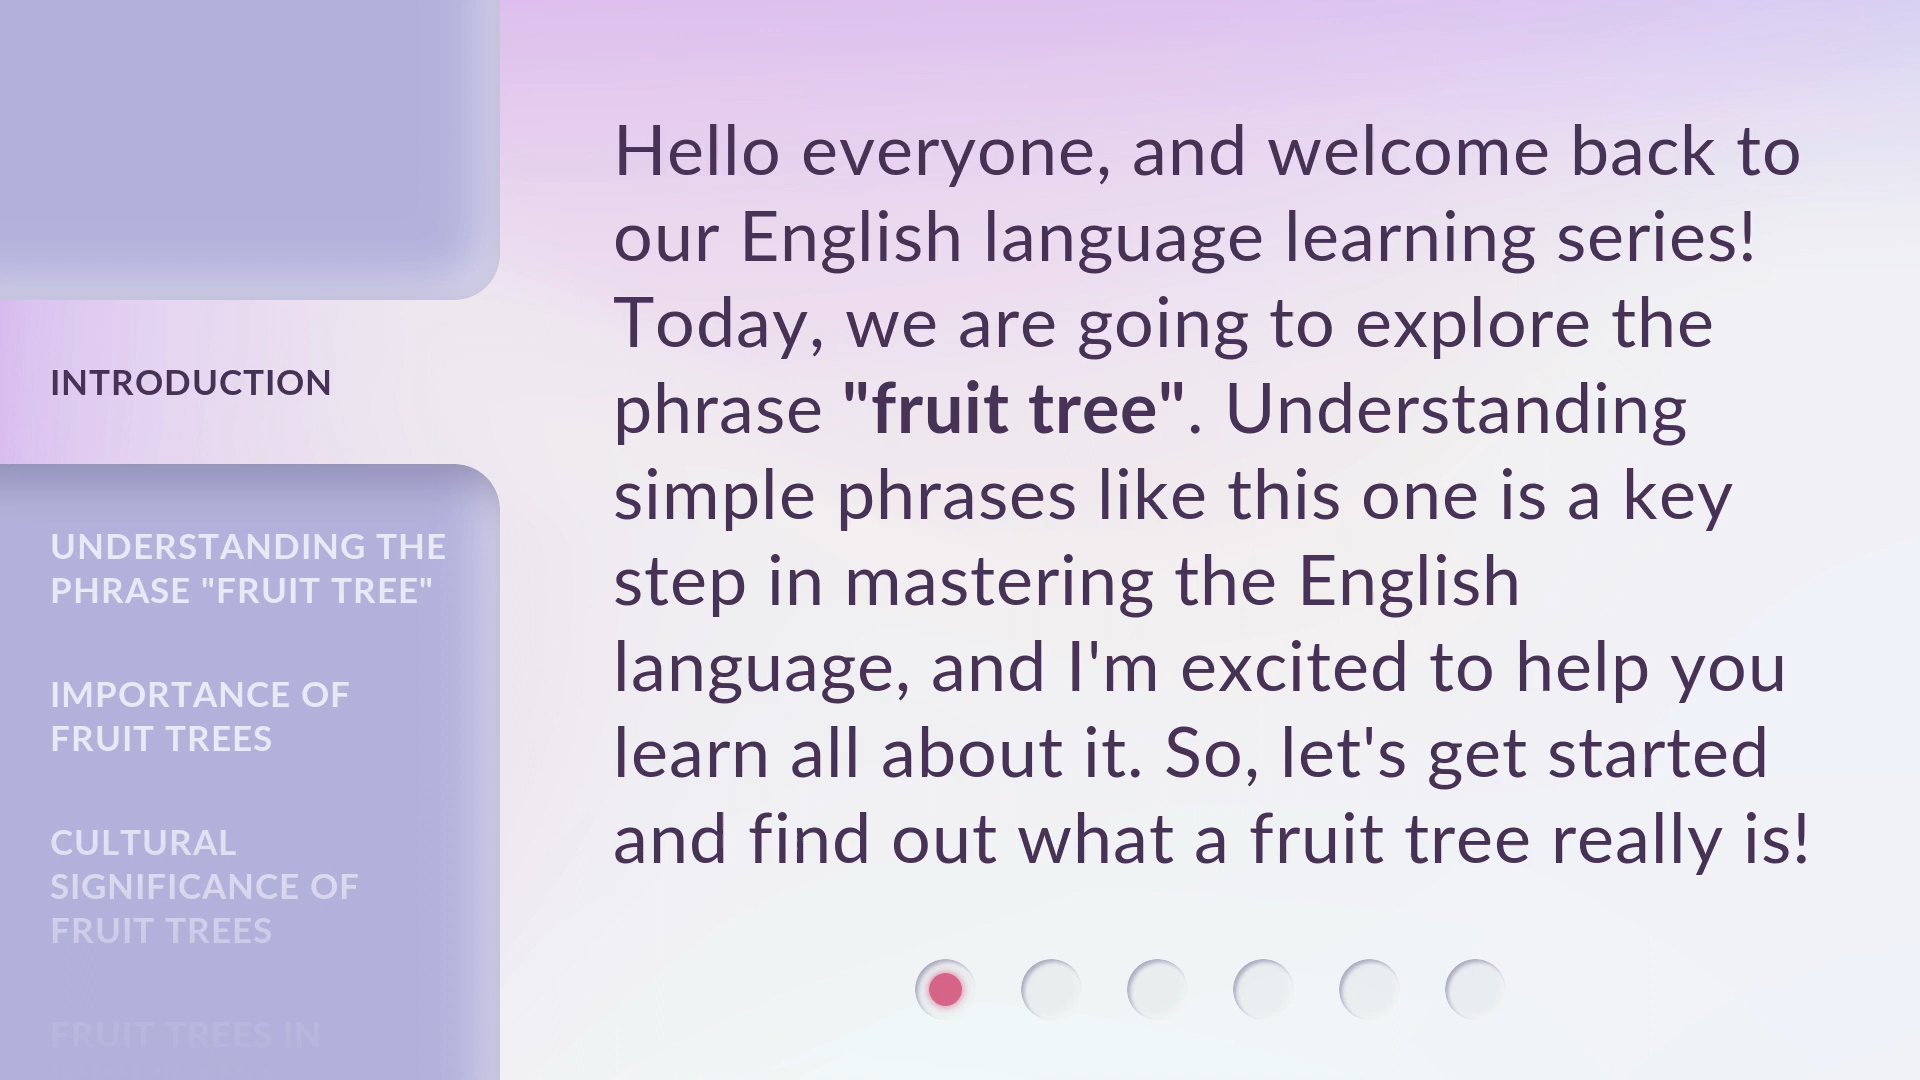 INTRODUCTION
UNDERSTANDING THE
PHRASE "FRUIT TREE"
IMPORTANCE OF
FRUIT TREES
CULTURAL
SIGNIFICANCE OF
FRUIT TREES
FRUIT TREES IN
Hello everyone, and welcome back to
our English language learning series!
Today, we are going to explore the
phrase "fruit tree". Understanding
simple phrases like this one is a key
step in mastering the English
language, and I'm excited to help you
learn all about it. So, let's get started
and find out what a fruit tree really is!